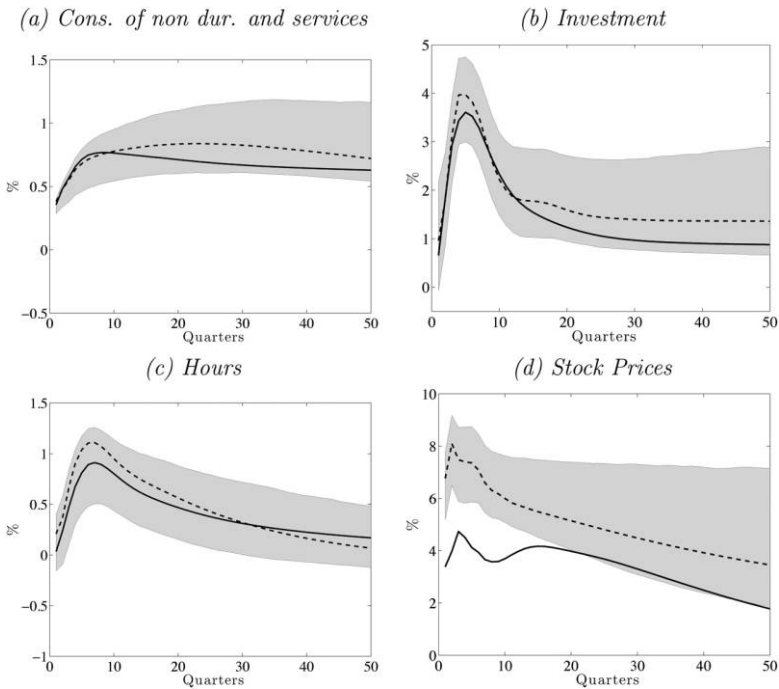 (a) Cons. of non dur. and services
1.5
1
0.5
0
−0.5
%
0 10 20 30 40 50
Quarters
(b) Investment
5
4
3
2
1
0
%
0 10 20 30 40 50
Quarters
(c) Hours
1.5
1
0.5
0
−0.5
−1
%
0 10 20 30 40 50
Quarters
(d) Stock Prices
10
8
6
4
2
0
%
0 10 20 30 40 50
Quarters